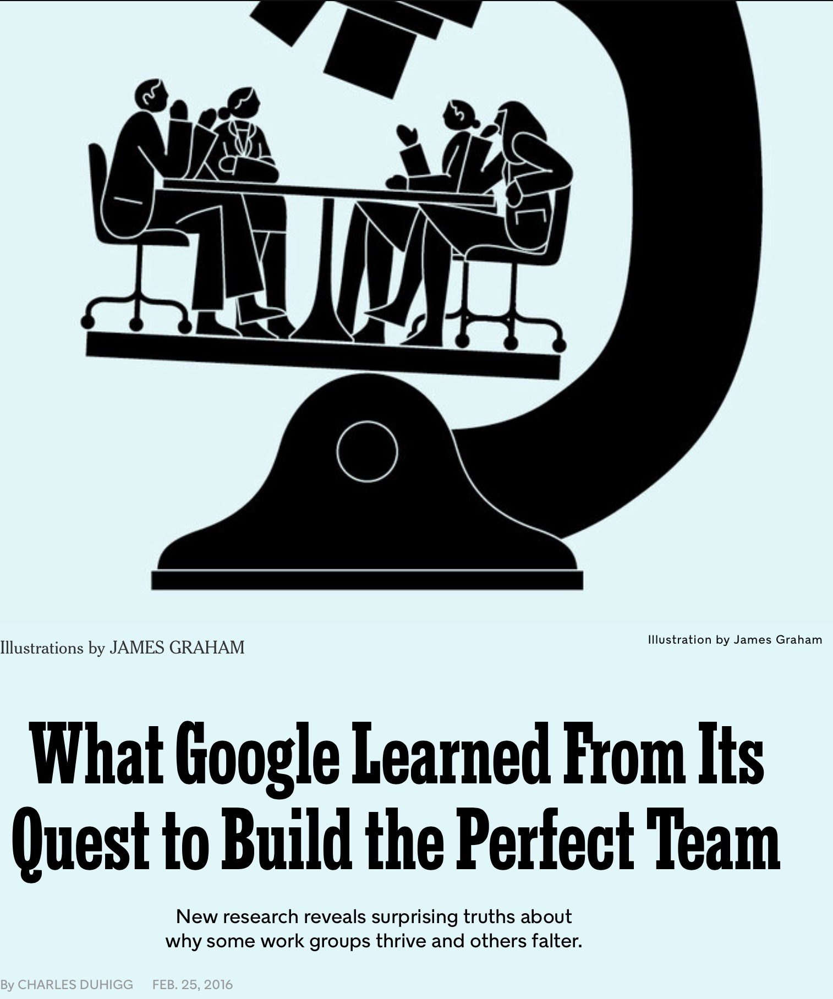 Illustrations by JAMES GRAHAM
Illustration by James Graham
What Google Learned From Its
Quest to Build the Perfect Team
New research reveals surprising truths about
why some work groups thrive and others falter.
By CHARLES DUHIGG FEB. 25, 2016